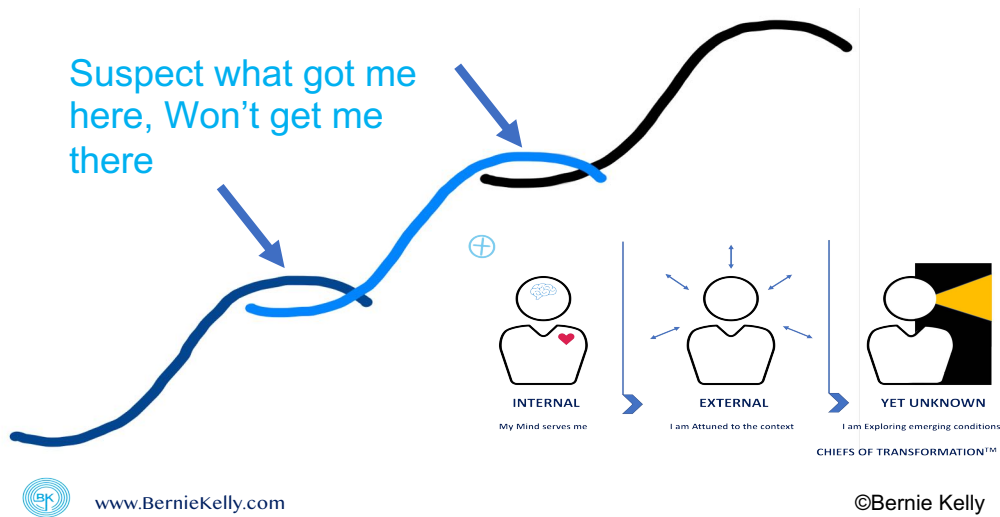 Suspect what got me
here, Won’t get me
there
INTERNAL
My Mind serves me
EXTERNAL
I am Attuned to the context
YET UNKNOWN
I am Exploring emerging conditions
CHIEFS OF TRANSFORMATION™
BKJ
www.BernieKelly.com
©Bernie Kelly